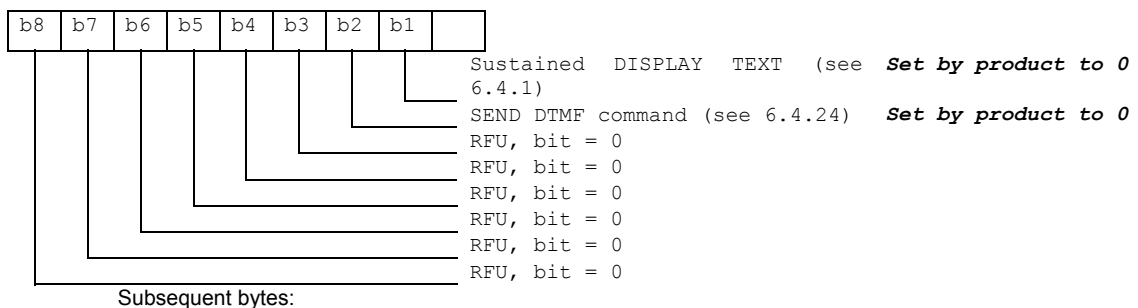 b8 b7 b6 b5 b4 b3 b2 b1
Sustained DISPLAY TEXT (see Set by product to 0
6.4.1)
SEND DTMF command (see 6.4.24) Set by product to 0
RFU, bit = 0
RFU, bit = 0
RFU, bit = 0
RFU, bit = 0
RFU, bit = 0
RFU, bit = 0
Subsequent bytes: